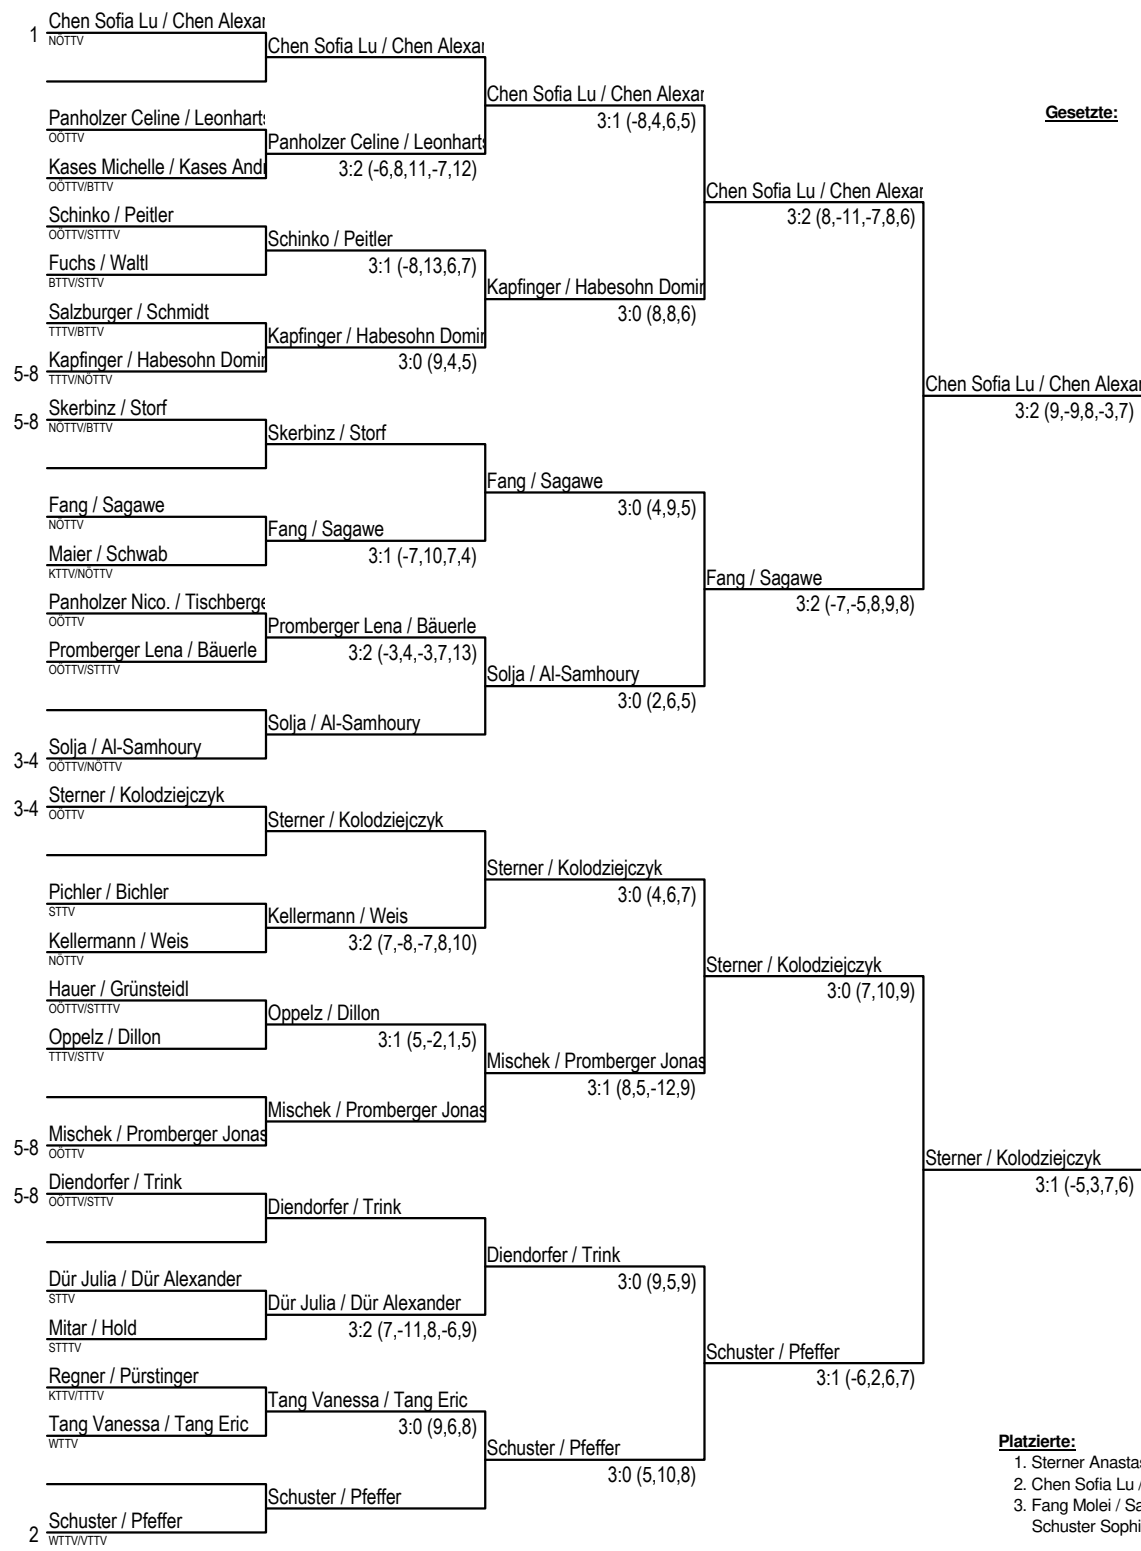 Chen Sofia Lu / Chen Alexar
1
NÖTTV
Panholzer Celine / Leonharts
OÖTTV
Kases Michelle / Kases Andr
OÖTTV/BTTV
Schinko / Peitler
OÖTTV/STTTV
Fuchs / Waltl
BTTV/STTV
Salzburger / Schmidt
TTTV/BTTV
Kapfinger / Habesohn Domin
5-8
TTTV/NÖTTV
Skerbinz / Storf
5-8
NÖTTV/BTTV
Fang / Sagawe
NÖTTV
Maier / Schwab
KTTV/NÖTTV
Panholzer Nico. / Tischberge
OÖTTV
Promberger Lena / Bäuerle
OÖTTV/STTTV
Solja / Al-Samhoury
3-4
OÖTTV/NÖTTV
Sterner / Kolodziejczyk
3-4
OÖTTV
Pichler / Bichler
STTV
Kellermann / Weis
NÖTTV
Hauer / Grünsteidl
OÖTTV/STTTV
Oppelz / Dillon
TTTV/STTV
Mischek / Promberger Jonas
5-8
OÖTTV
Diendorfer / Trink
5-8
OÖTTV/STTV
Dür Julia / Dür Alexander
STTV
Mitar / Hold
STTTV
Regner / Pürstinger
KTTV/TTTV
Tang Vanessa / Tang Eric
WTTV
Schuster / Pfeffer
2
WTTV/VTTV
Chen Sofia Lu / Chen Alexar
Panholzer Celine / Leonharts
3:2 (-6,8,11,-7,12)
Schinko / Peitler
3:1 (-8,13,6,7)
Kapfinger / Habesohn Domin
3:0 (9,4,5)
Skerbinz / Storf
Fang / Sagawe
3:1 (-7,10,7,4)
Promberger Lena / Bäuerle
3:2 (-3,4,-3,7,13)
Solja / Al-Samhoury
Sterner / Kolodziejczyk
Kellermann / Weis
3:2 (7,-8,-7,8,10)
Oppelz / Dillon
3:1 (5,-2,1,5)
Mischek / Promberger Jonas
Diendorfer / Trink
Dür Julia / Dür Alexander
3:2 (7,-11,8,-6,9)
Tang Vanessa / Tang Eric
3:0 (9,6,8)
Schuster / Pfeffer
Chen Sofia Lu / Chen Alexar
3:1 (-8,4,6,5)
Kapfinger / Habesohn Domin
3:0 (8,8,6)
Fang / Sagawe
3:0 (4,9,5)
Solja / Al-Samhoury
3:0 (2,6,5)
Sterner / Kolodziejczyk
3:0 (4,6,7)
Mischek / Promberger Jonas
3:1 (8,5,-12,9)
Diendorfer / Trink
3:0 (9,5,9)
Schuster / Pfeffer
3:0 (5,10,8)
Chen Sofia Lu / Chen Alexar
3:2 (8,-11,-7,8,6)
Fang / Sagawe
3:2 (-7,-5,8,9,8)
Sterner / Kolodziejczyk
3:0 (7,10,9)
Schuster / Pfeffer
3:1 (-6,2,6,7)
Chen Sofia Lu / Chen Alexar
3:2 (9,-9,8,-3,7)
Sterner / Kolodziejczyk
3:1 (-5,3,7,6)
Gesetzte:
Platzierte:
1. Sterner Anastas
2. Chen Sofia Lu /
3. Fang Molei / Sa
Schuster Sophi